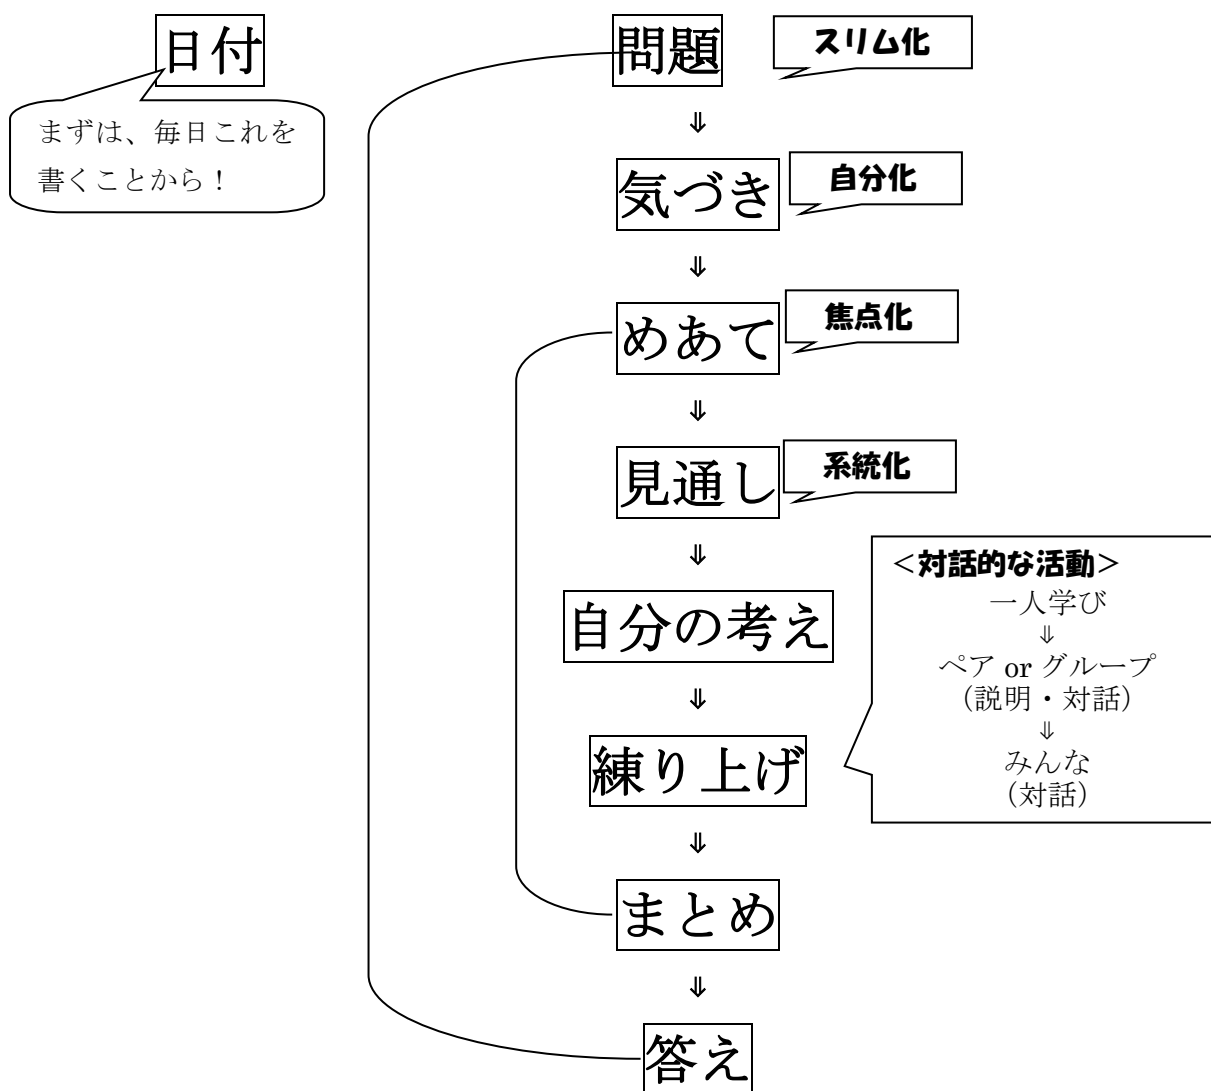 日付
まずは、毎日これを
書くことから！
問題
スリム化
⇓
気づき
自分化
⇓
めあて
焦点化
⇓
見通し
系統化
⇓
自分の考え
⇓
練り上げ
＜対話的な活動＞
一人学び
⇓
ペア or グループ
（説明・対話）
⇓
みんな
（対話）
⇓
まとめ
⇓
答え